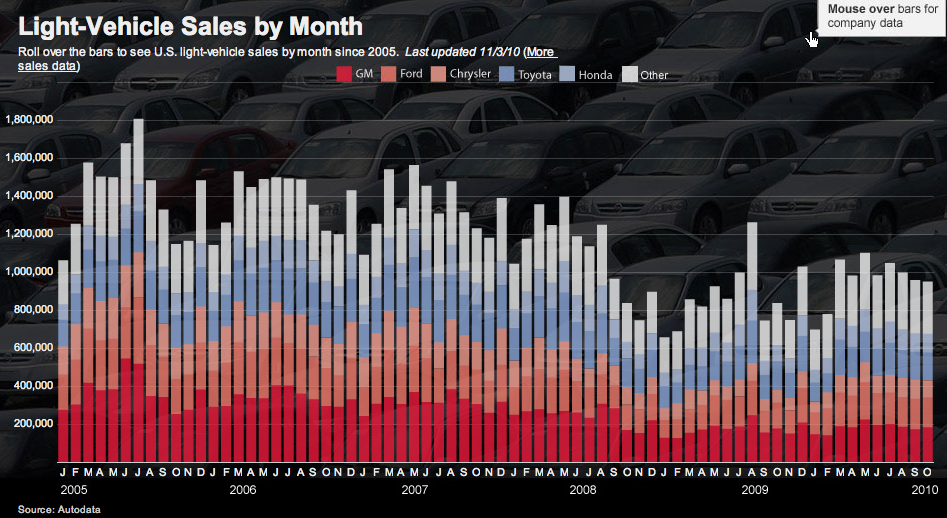 Mouse over bars for
company data
Light-Vehicle Sales by Month
Roll over the bars to see U.S. light-vehicle sales by month since 2005. Last updated 11/3/10 (More
sales data)
GM Ford Chrysler Toyota Honda Other
1,800,000
1,600,000
1,400,000
1,200,000
1,000,000
800,000
600,000
400,000
200,000
J F M A M J J A S O N D J F M A M J J A S O N D J F M A M J J A S O N D J F M A M J J A S O N D J F M A M J J A S O N D J F M A M J J A S O
2005 2006 2007 2008 2009 2010
Source: Autodata